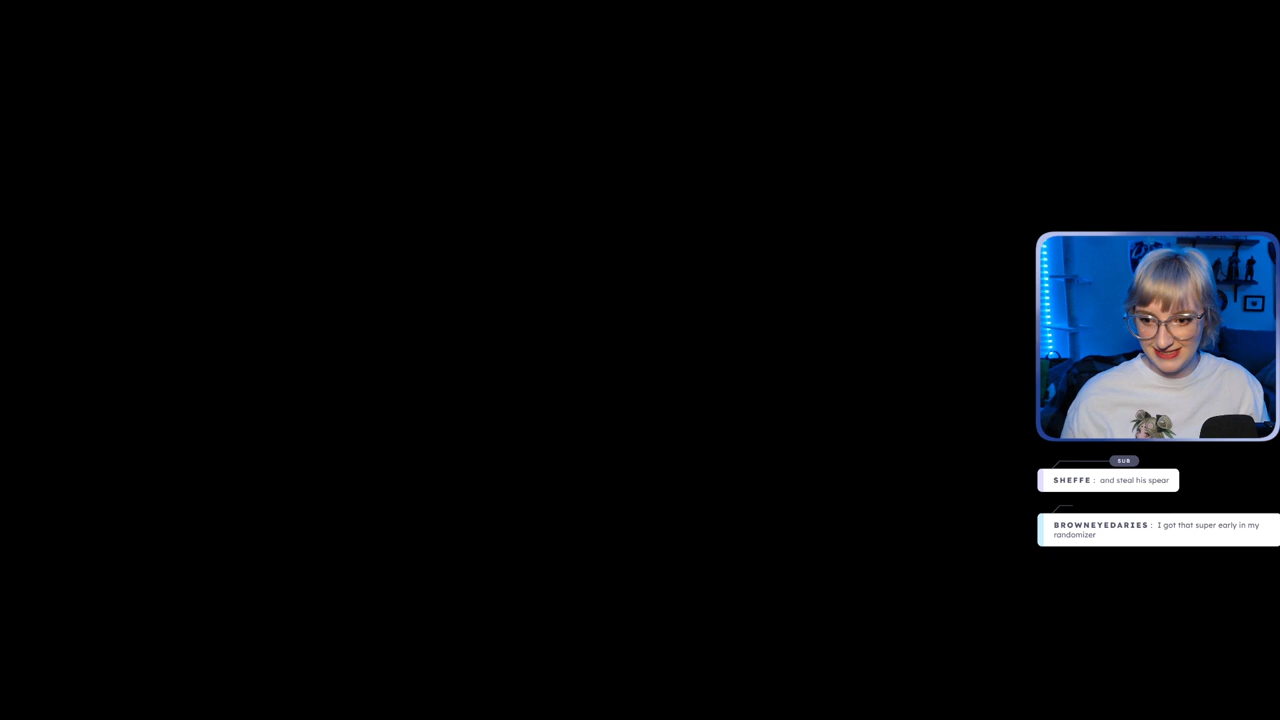 SUB
SHEFFE : and steal his spear
BROWNEYEDARIES : I got that super early in my
randomizer